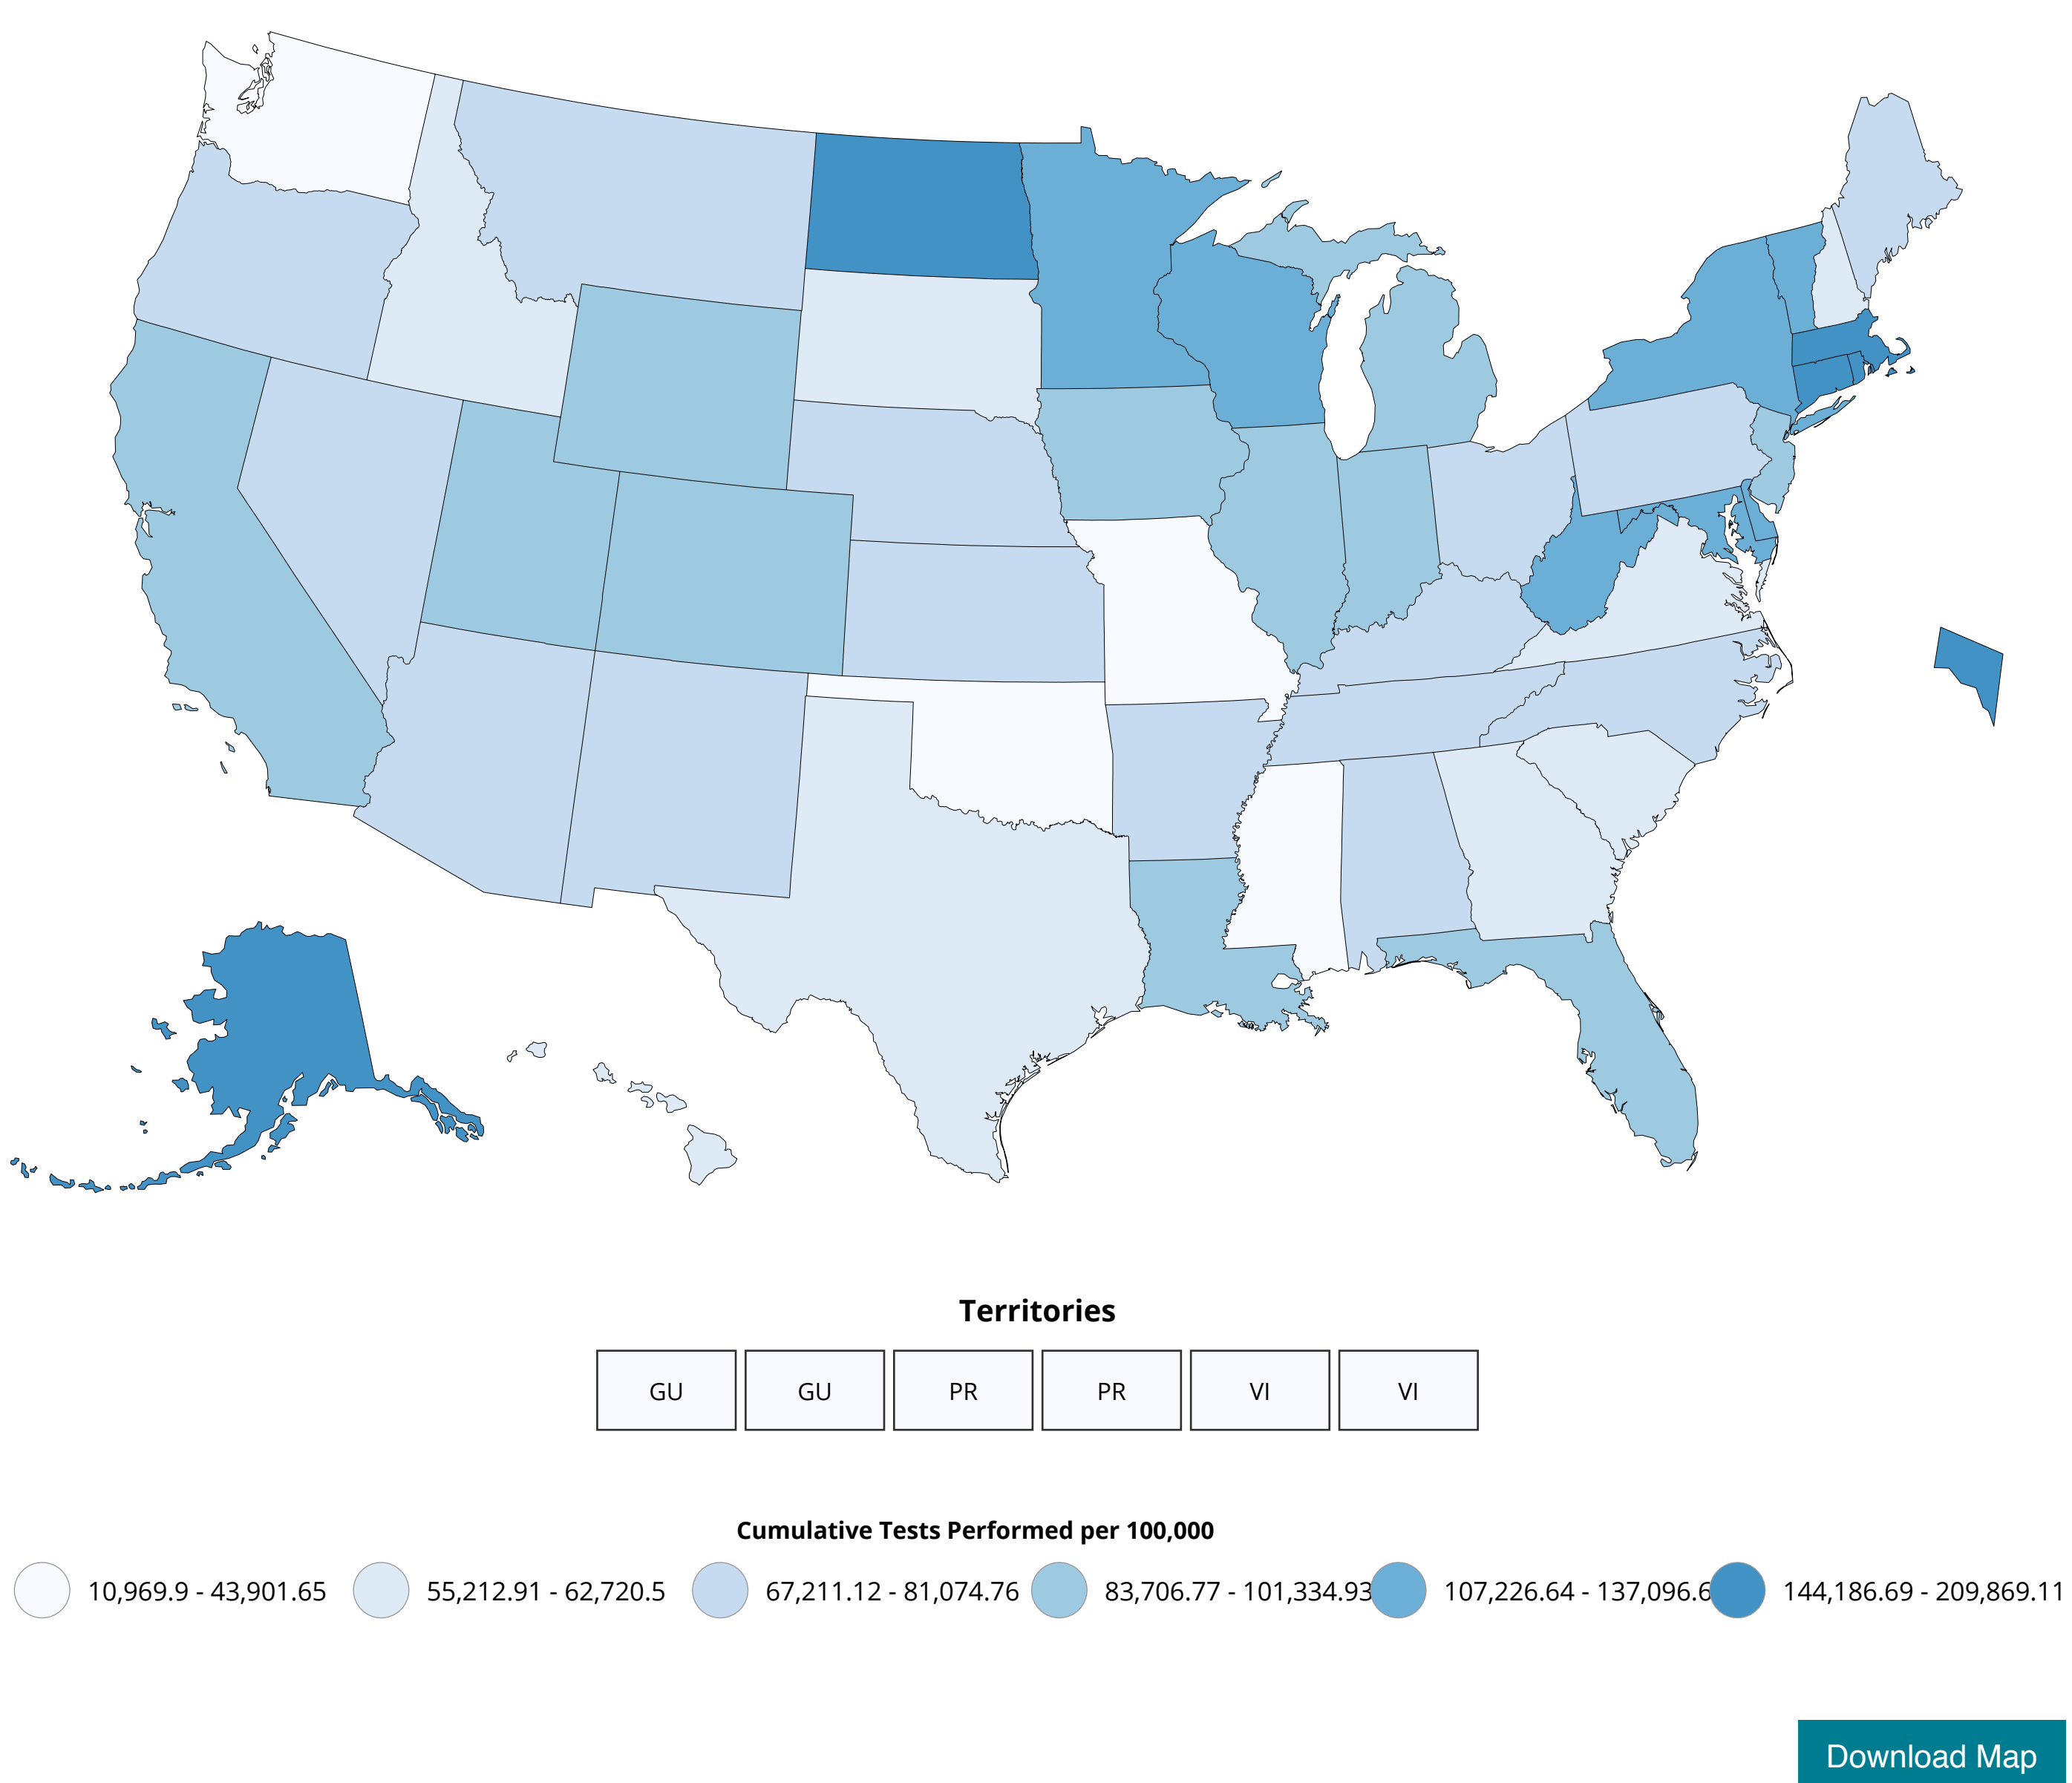 Territories
GU GU PR PR VI VI
Cumulative Tests Performed per 100,000
10,969.9 - 43,901.65 55,212.91 - 62,720.5 67,211.12 - 81,074.76 83,706.77 - 101,334.93 107,226.64 - 137,096.6 144,186.69 - 209,869.11
Download Map